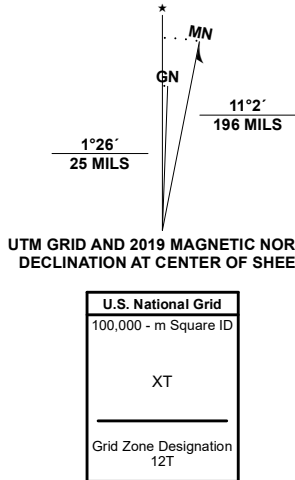 ★
MN
GN
1°26´
25 MILS
11°2´
196 MILS
UTM GRID AND 2019 MAGNETIC NOR
DECLINATION AT CENTER OF SHEE
U.S. National Grid
100,000 - m Square ID
XT
Grid Zone Designation
12T